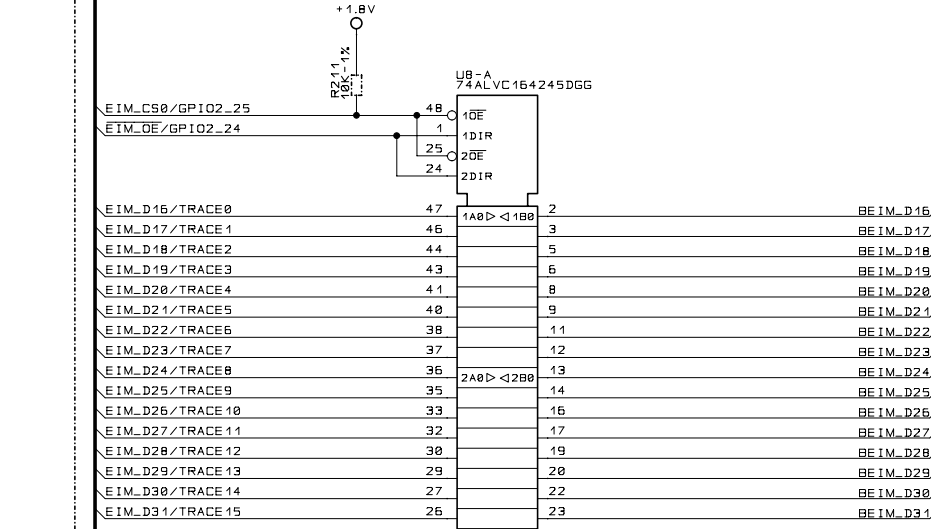 +1.8V
R211
10K-1%
U8-A
74ALVC164245DGG
EIM_CS0/GPIO2_25 48 1OE
EIM_OE/GPIO2_24 1 1DIR
25 2OE
24 2DIR
EIM_D16/TRACE0 47 1A0 1B0 2 BEIM_D16
EIM_D17/TRACE1 46 3 BEIM_D17
EIM_D18/TRACE2 44 5 BEIM_D18
EIM_D19/TRACE3 43 6 BEIM_D19
EIM_D20/TRACE4 41 8 BEIM_D20
EIM_D21/TRACE5 40 9 BEIM_D21
EIM_D22/TRACE6 38 11 BEIM_D22
EIM_D23/TRACE7 37 12 BEIM_D23
EIM_D24/TRACE8 36 2A0 2B0 13 BEIM_D24
EIM_D25/TRACE9 35 14 BEIM_D25
EIM_D26/TRACE10 33 16 BEIM_D26
EIM_D27/TRACE11 32 17 BEIM_D27
EIM_D28/TRACE12 30 19 BEIM_D28
EIM_D29/TRACE13 29 20 BEIM_D29
EIM_D30/TRACE14 27 22 BEIM_D30
EIM_D31/TRACE15 26 23 BEIM_D31